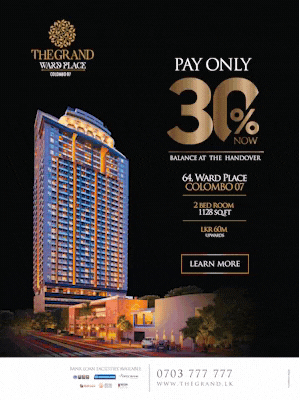 THE GRAND
WARD PLACE
COLOMBO 07
PAY ONLY
30%
NOW
BALANCE AT THE HANDOVER
64, WARD PLACE
COLOMBO 07
2 BED ROOM
1128 SQ.FT
LKR 60M
UPWARDS
LEARN MORE
0703 777 777
WWW.THEGRAND.LK